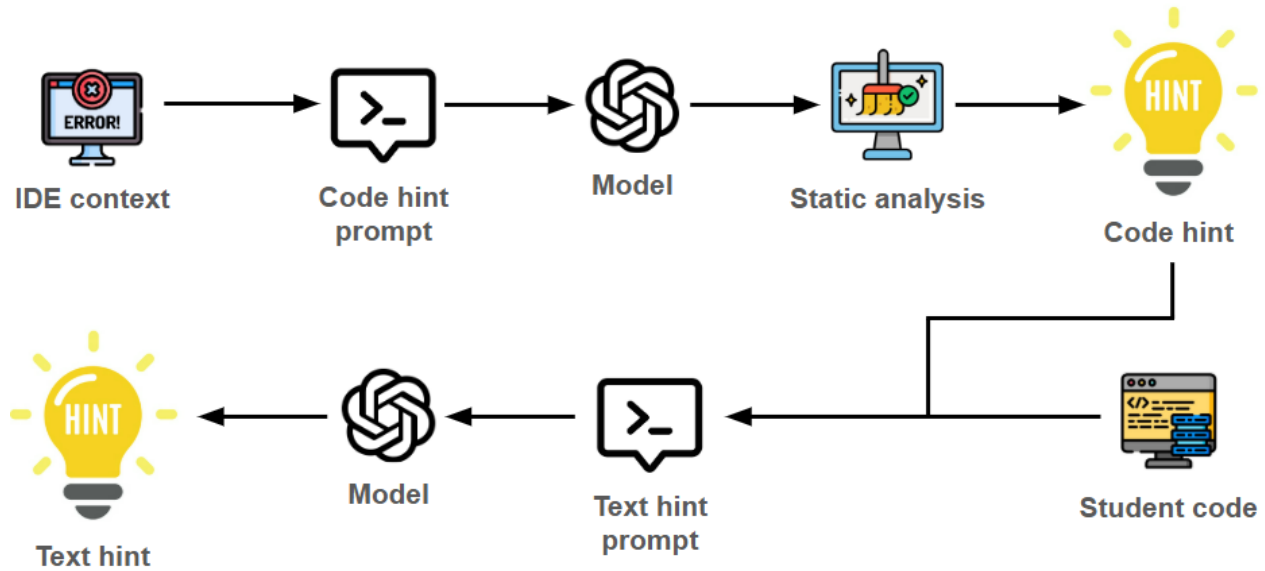 ERROR!
IDE context
Code hint
prompt
Model
Static analysis
HINT
Code hint
HINT
Text hint
Model
Text hint
prompt
</>
Student code